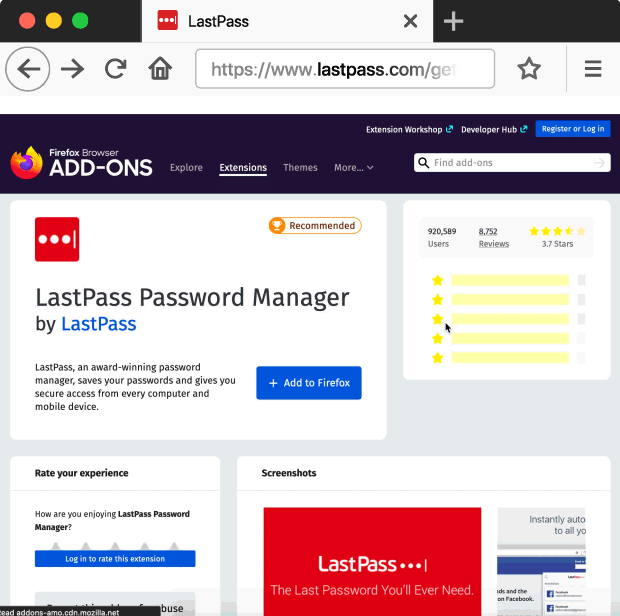 LastPass
https://www.lastpass.com/get
Extension Workshop
Developer Hub
Register or Log in
Firefox Browser
ADD-ONS
Explore
Extensions
Themes
More...
Find add-ons
Recommended
LastPass Password Manager
by LastPass
LastPass, an award-winning password
manager, saves your passwords and gives you
secure access from every computer and
mobile device.
+ Add to Firefox
920,589
Users
8,752
Reviews
3.7 Stars
Rate your experience
How are you enjoying LastPass Password
Manager?
Log in to rate this extension
Screenshots
LastPass
The Last Password You'll Ever Need.
Instantly auto
to all yo
nds and the
on Facebook.
Facebook
Facebook
ead addons-amo.cdn.mozilla.net